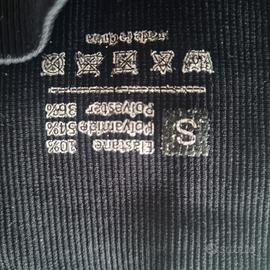 S
Elastane 10%
Polyamide 54%
Polyester 36%
made in china